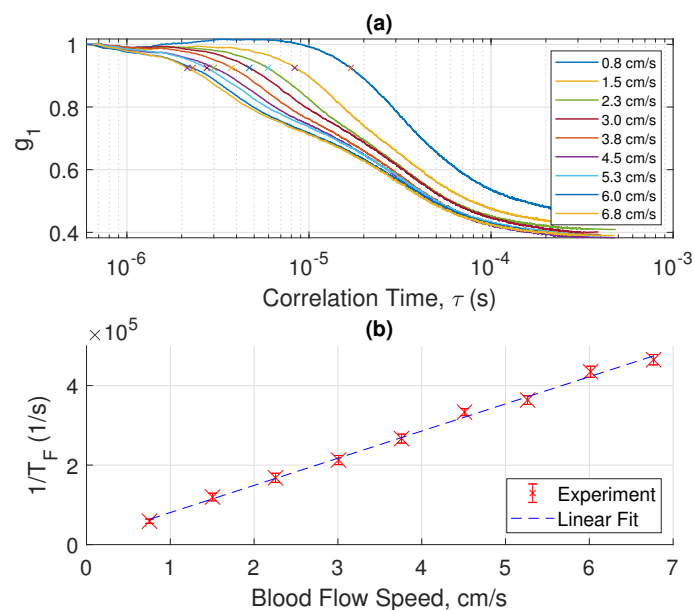 (a)
1
0.8
0.6
0.4
g1
0.8 cm/s
1.5 cm/s
2.3 cm/s
3.0 cm/s
3.8 cm/s
4.5 cm/s
5.3 cm/s
6.0 cm/s
6.8 cm/s
10-6 10-5 10-4 10-3
Correlation Time, τ (s)
(b)
×105
4
2
0
1/TF (1/s)
Experiment
Linear Fit
0 1 2 3 4 5 6 7
Blood Flow Speed, cm/s